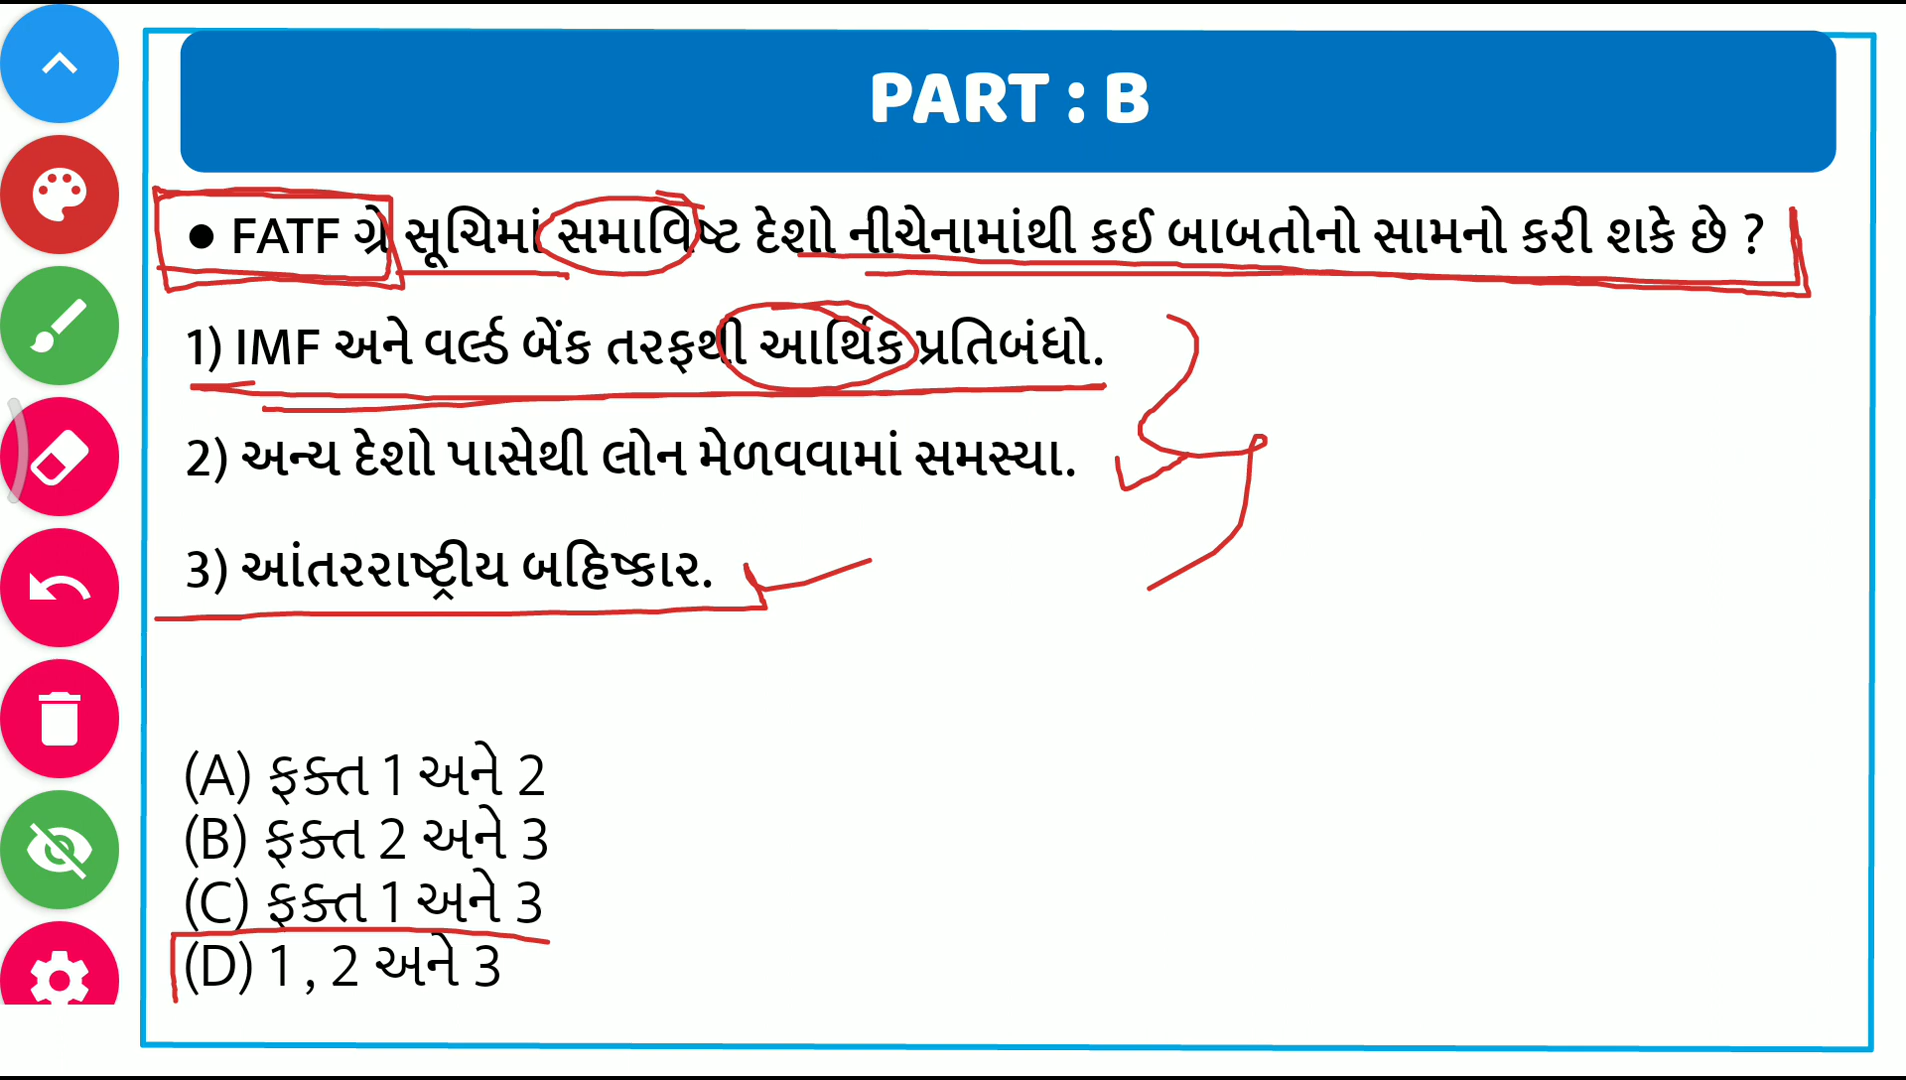 PART : B
● FATF ગ્રે સૂચિમાં સમાવિષ્ટ દેશો નીચેનામાંથી કઈ બાબતોનો સામનો કરી શકે છે ?
1) IMF અને વર્લ્ડ બેંક તરફથી આર્થિક પ્રતિબંધો.
2) અન્ય દેશો પાસેથી લોન મેળવવામાં સમસ્યા.
3) આંતરરાષ્ટ્રીય બહિષ્કાર.
(A) ફક્ત 1 અને 2
(B) ફક્ત 2 અને 3
(C) ફક્ત 1 અને 3
(D) 1 , 2 અને 3